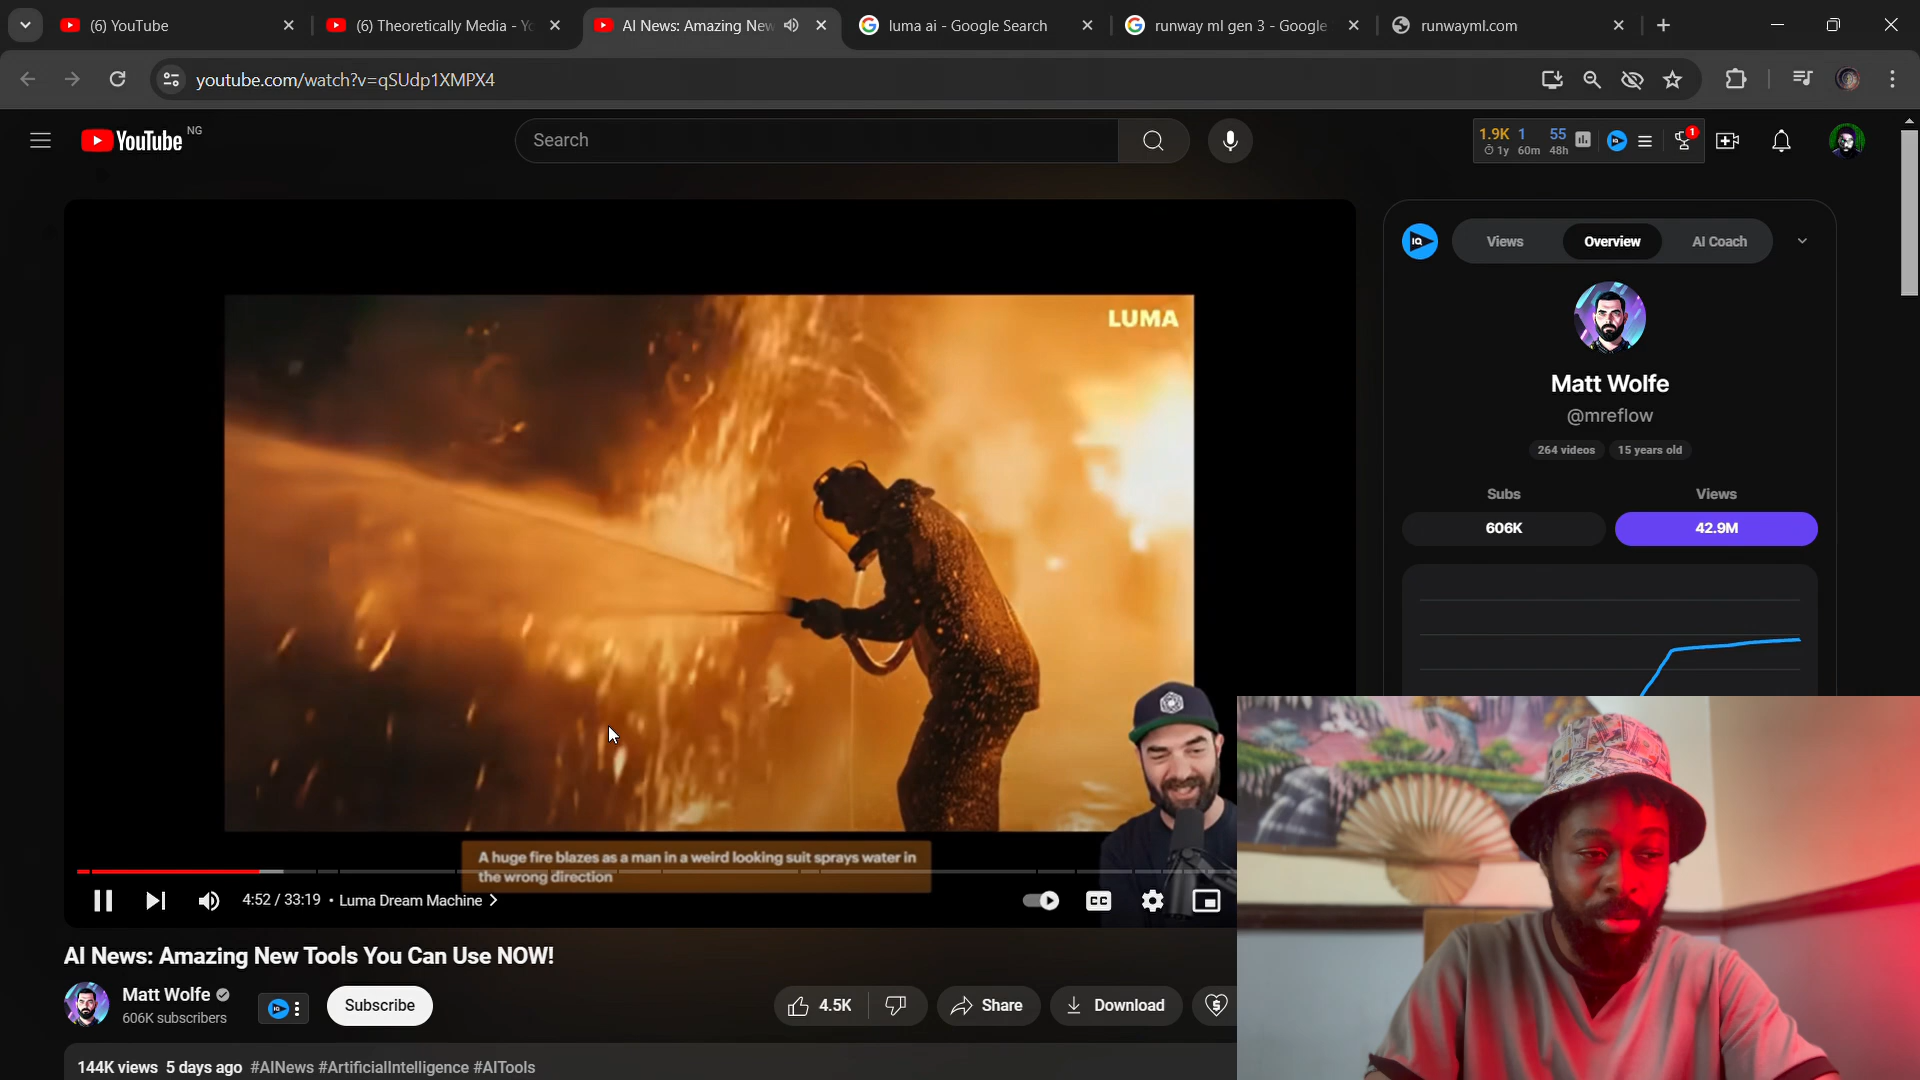 (6) YouTube
(6) Theoretically Media - Yo
AI News: Amazing New
luma ai - Google Search
runway ml gen 3 - Google
runwayml.com
youtube.com/watch?v=qSUdp1XMPX4
YouTube NG
Search
1.9K 1 55
1y 60m 48h
1
LUMA
IQ
Views
Overview
AI Coach
Matt Wolfe
@mreflow
264 videos
15 years old
Subs
Views
606K
42.9M
A huge fire blazes as a man in a weird looking suit sprays water in
the wrong direction
4:52 / 33:19 • Luma Dream Machine
CC
AI News: Amazing New Tools You Can Use NOW!
Matt Wolfe
606K subscribers
Subscribe
4.5K
Share
Download
144K views 5 days ago #AINews #ArtificialIntelligence #AITools